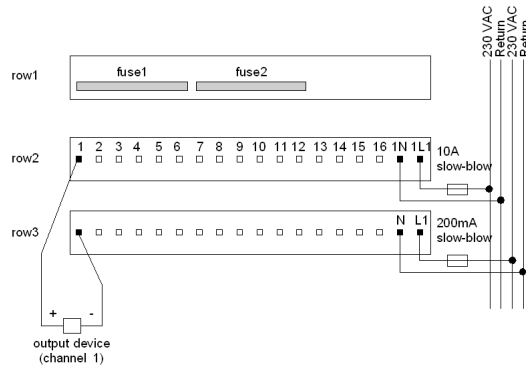 230 VAC
Return
230 VAC
Return
row1
fuse1 fuse2
row2
1 2 3 4 5 6 7 8 9 10 11 12 13 14 15 16 1N 1L1
10A
slow-blow
row3
N L1
200mA
slow-blow
+ -
output device
(channel 1)